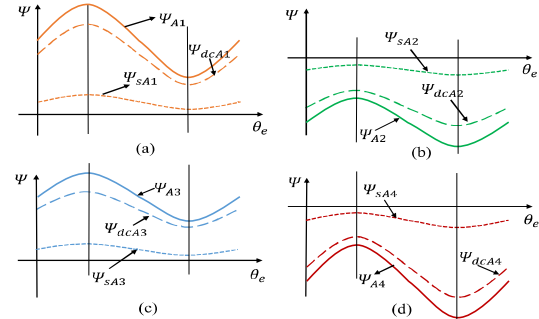 Ψ
Ψ_A1
Ψ_dcA1
Ψ_sA1
θ_e
(a)
Ψ
Ψ_sA2
Ψ_dcA2
Ψ_A2
θ_e
(b)
Ψ
Ψ_A3
Ψ_dcA3
Ψ_sA3
θ_e
(c)
Ψ
Ψ_sA4
θ_e
Ψ_dcA4
Ψ_A4
(d)